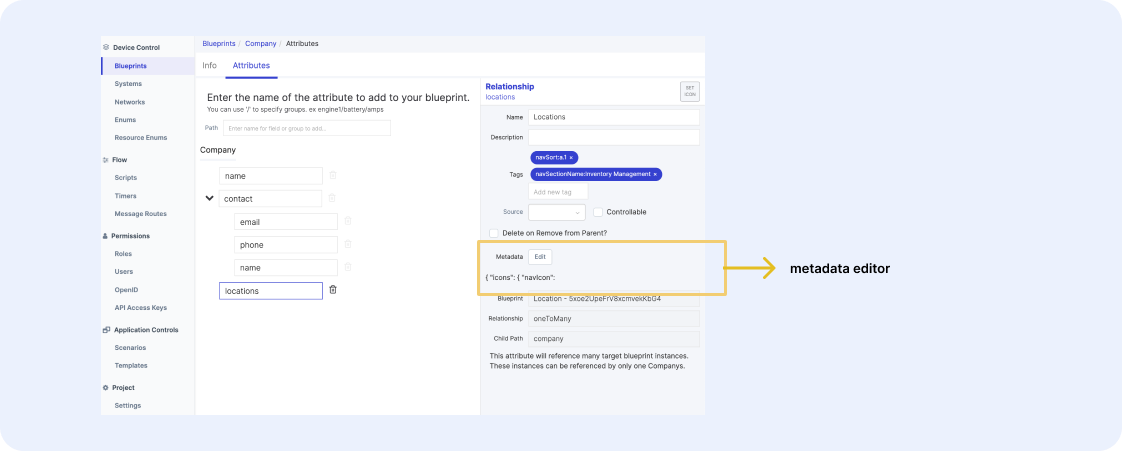 Device Control
Blueprints
Systems
Networks
Enums
Resource Enums
Flow
Scripts
Timers
Message Routes
Permissions
Roles
Users
OpenID
API Access Keys
Application Controls
Scenarios
Templates
Project
Settings
Blueprints / Company / Attributes
Info Attributes
Enter the name of the attribute to add to your blueprint.
You can use '/' to specify groups. ex engine1/battery/amps
Path Enter name for field or group to add...
Company
name
contact
email
phone
name
locations
Relationship
locations
SET
ICON
Name Locations
Description
navSort:a.1 ×
Tags navSectionName:Inventory Management ×
Add new tag
Source Controllable
Delete on Remove from Parent?
Metadata Edit
{ "icons": { "navIcon":
Blueprint Location - 5xoe2UpeFrV8xcmvekKbG4
Relationship oneToMany
Child Path company
This attribute will reference many target blueprint instances.
These instances can be referenced by only one Companys.
metadata editor